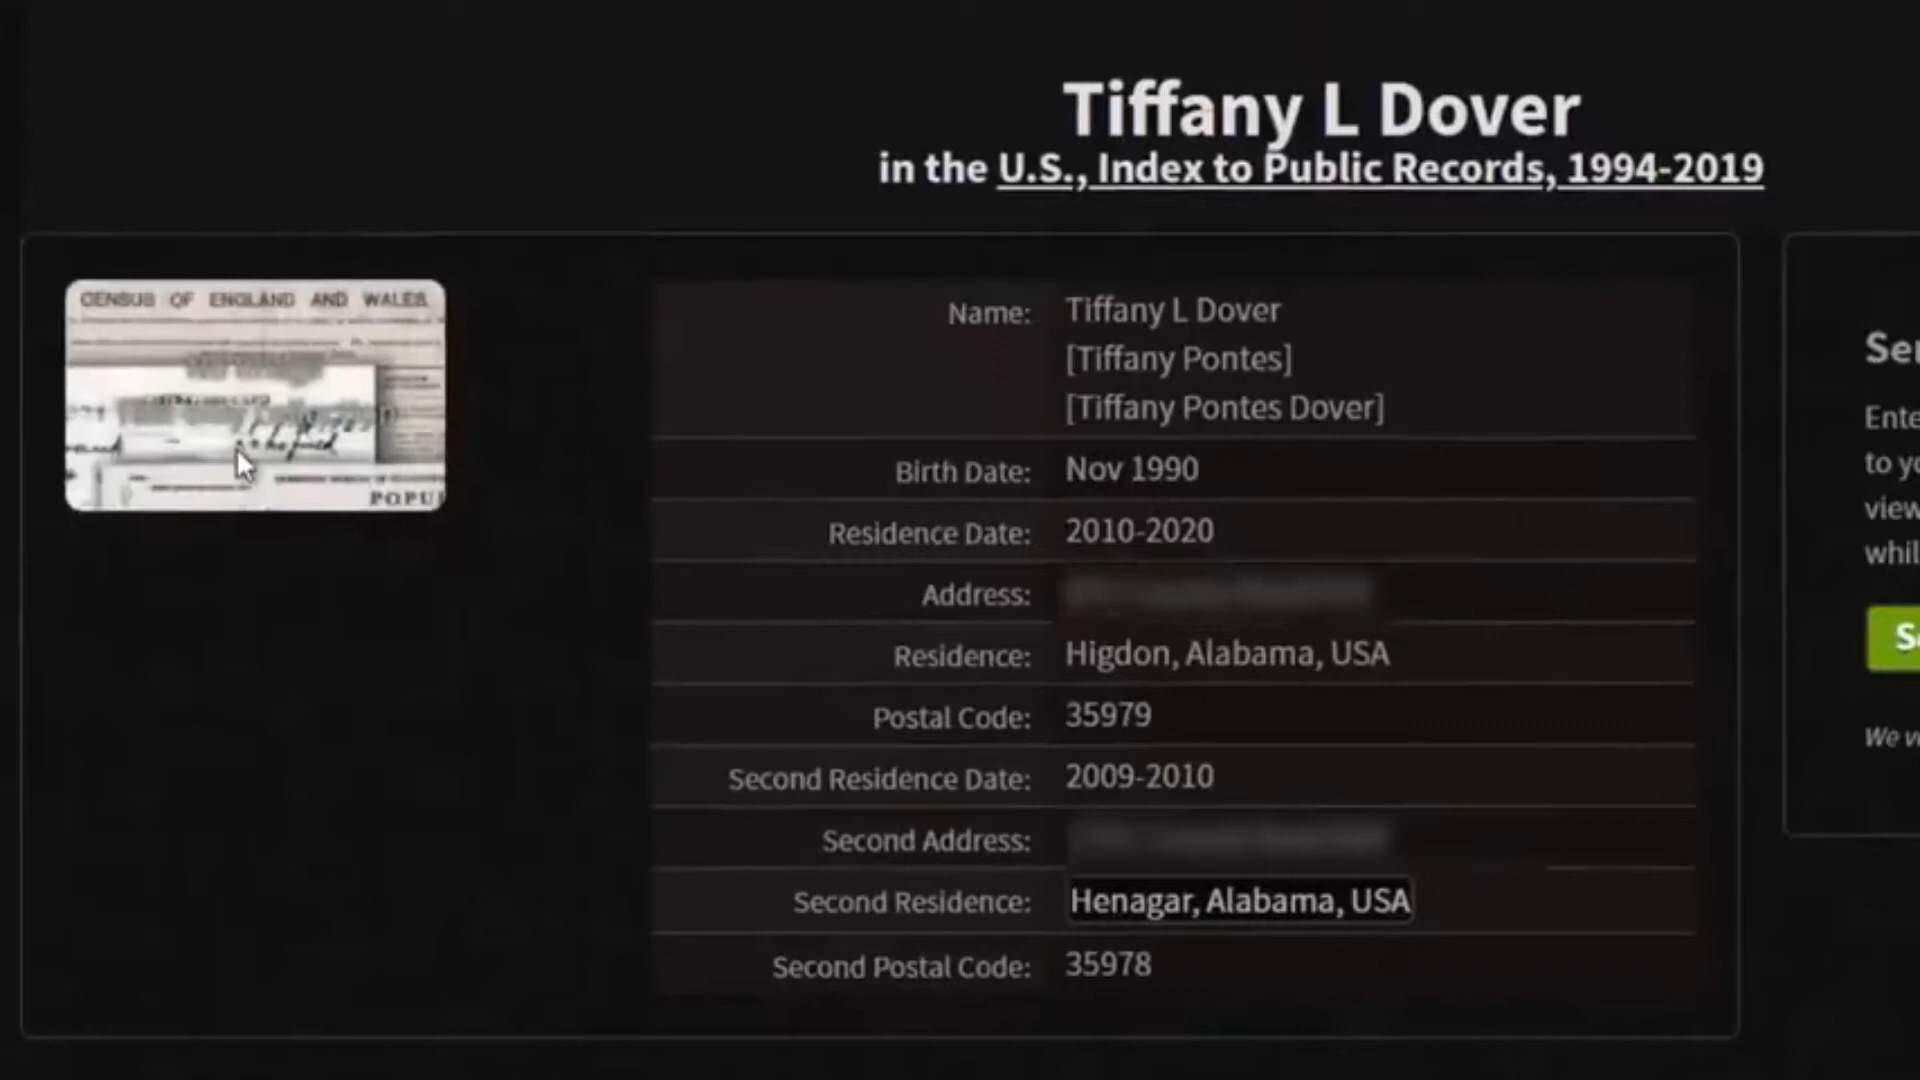 Tiffany L Dover
in the U.S., Index to Public Records, 1994-2019
CENSUS OF ENGLAND AND WALES,
POPU
Name: Tiffany L Dover
[Tiffany Pontes]
[Tiffany Pontes Dover]
Birth Date: Nov 1990
Residence Date: 2010-2020
Address:
Residence: Higdon, Alabama, USA
Postal Code: 35979
Second Residence Date: 2009-2010
Second Address:
Second Residence: Henagar, Alabama, USA
Second Postal Code: 35978
We